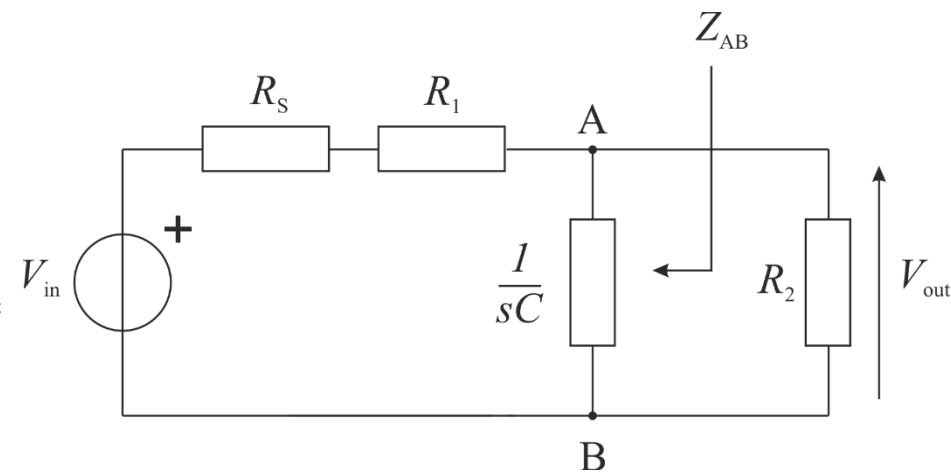 Z_AB
R_S
R_1
A
+
V_in
1
sC
R_2
V_out
B